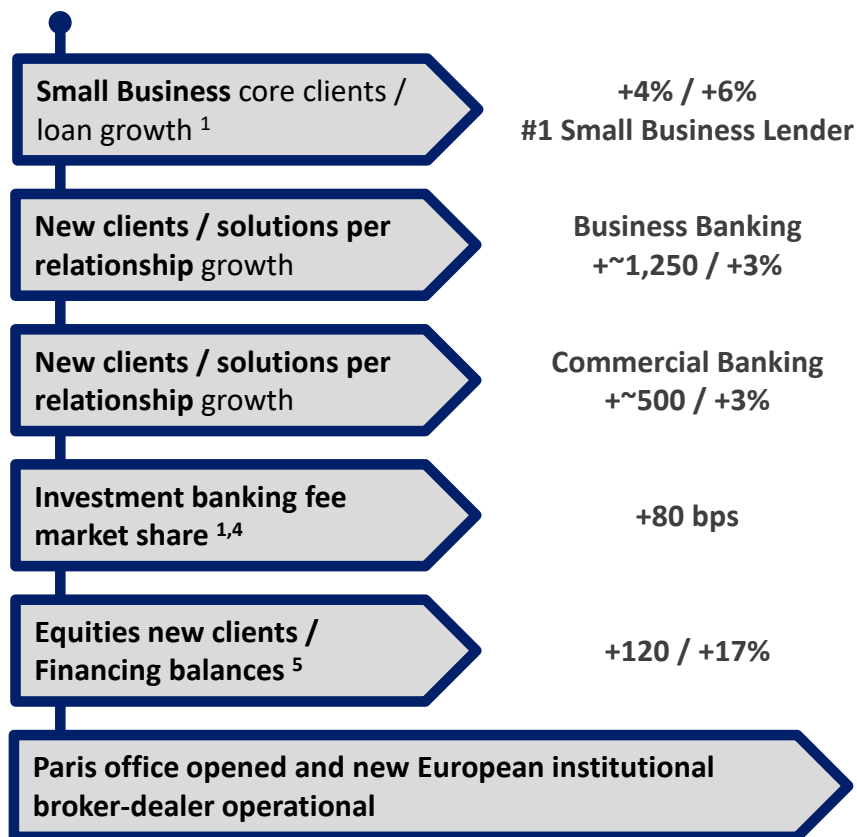 Small Business core clients /
loan growth 1
+4% / +6%
#1 Small Business Lender
New clients / solutions per
relationship growth
Business Banking
+~1,250 / +3%
New clients / solutions per
relationship growth
Commercial Banking
+~500 / +3%
Investment banking fee
market share 1,4
+80 bps
Equities new clients /
Financing balances 5
+120 / +17%
Paris office opened and new European institutional
broker-dealer operational